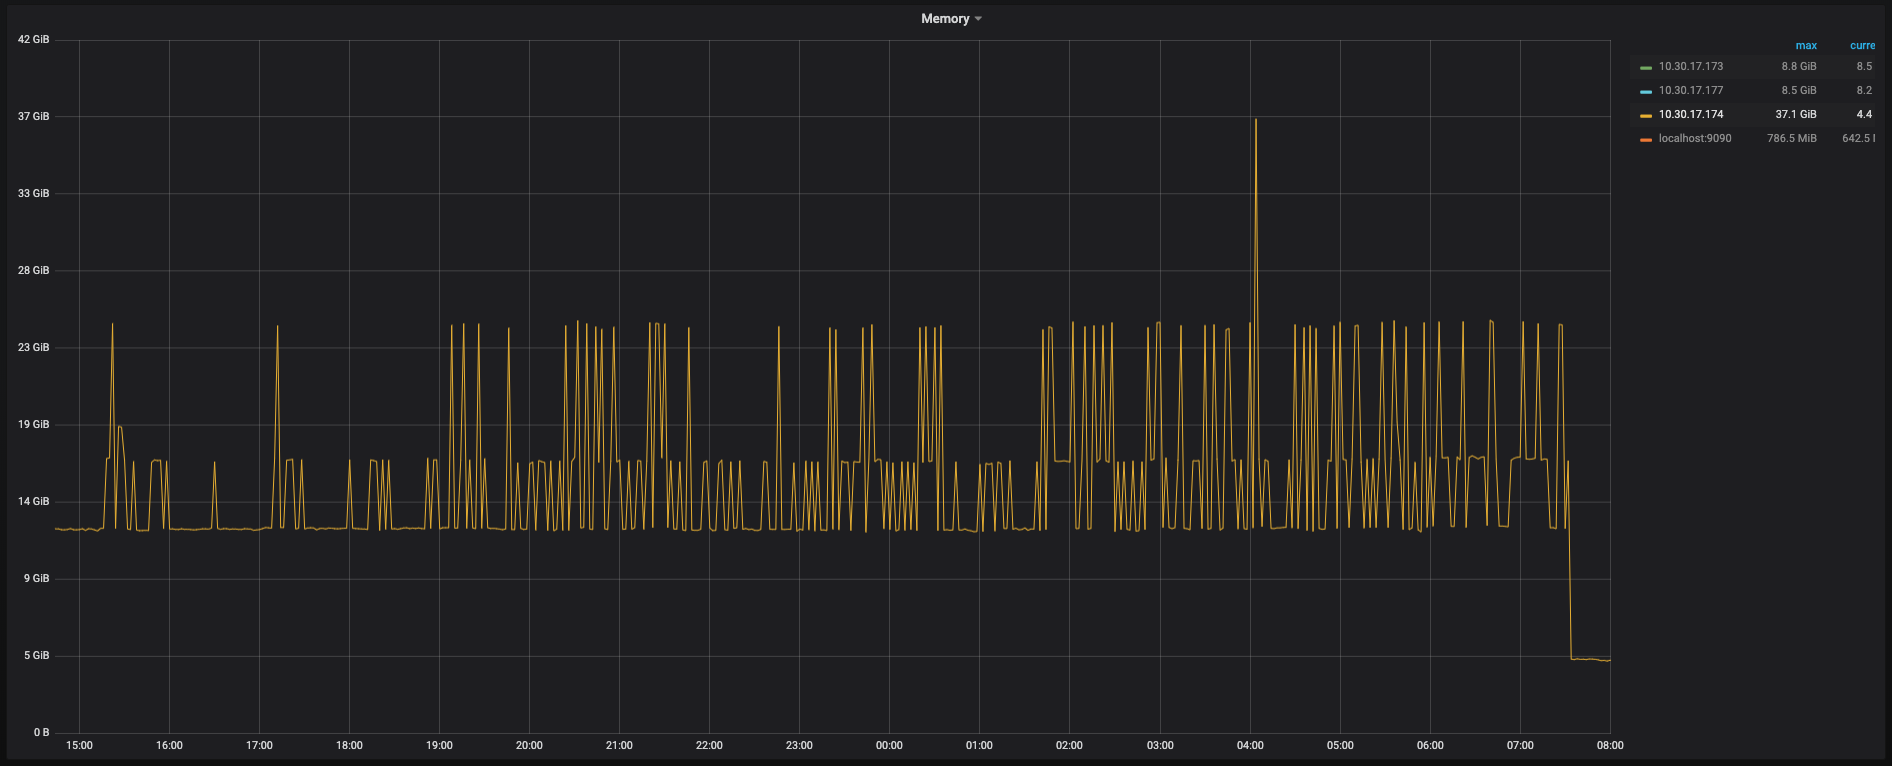 Memory
42 GiB
37 GiB
33 GiB
28 GiB
23 GiB
19 GiB
14 GiB
9 GiB
5 GiB
0 B
15:00 16:00 17:00 18:00 19:00 20:00 21:00 22:00 23:00 00:00 01:00 02:00 03:00 04:00 05:00 06:00 07:00 08:00
max curre
10.30.17.173 8.8 GiB 8.5
10.30.17.177 8.5 GiB 8.2
10.30.17.174 37.1 GiB 4.4
localhost:9090 786.5 MiB 642.5